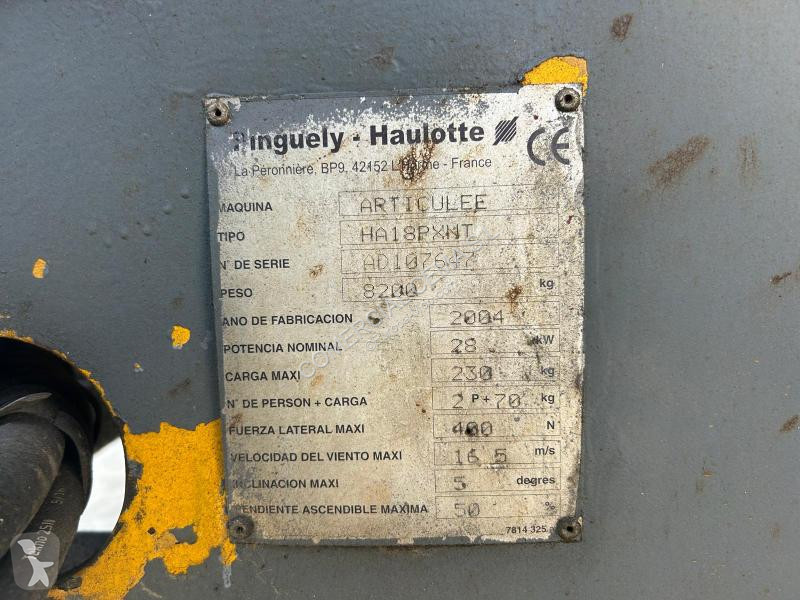 Pinguely - Haulotte
CE
La Péronnière, BP9, 42152 L'Horme - France
MAQUINA ARTICULEE
TIPO HA18PXNT
N° DE SERIE AD107647
PESO 8200 kg
ANO DE FABRICACION 2004
POTENCIA NOMINAL 28 kW
CARGA MAXI 230 kg
N° DE PERSON + CARGA 2 P + 70 kg
FUERZA LATERAL MAXI 400 N
VELOCIDAD DEL VIENTO MAXI 16 5 m/s
INCLINACION MAXI 5 degres
PENDIENTE ASCENDIBLE MAXIMA 50 %
7814 325